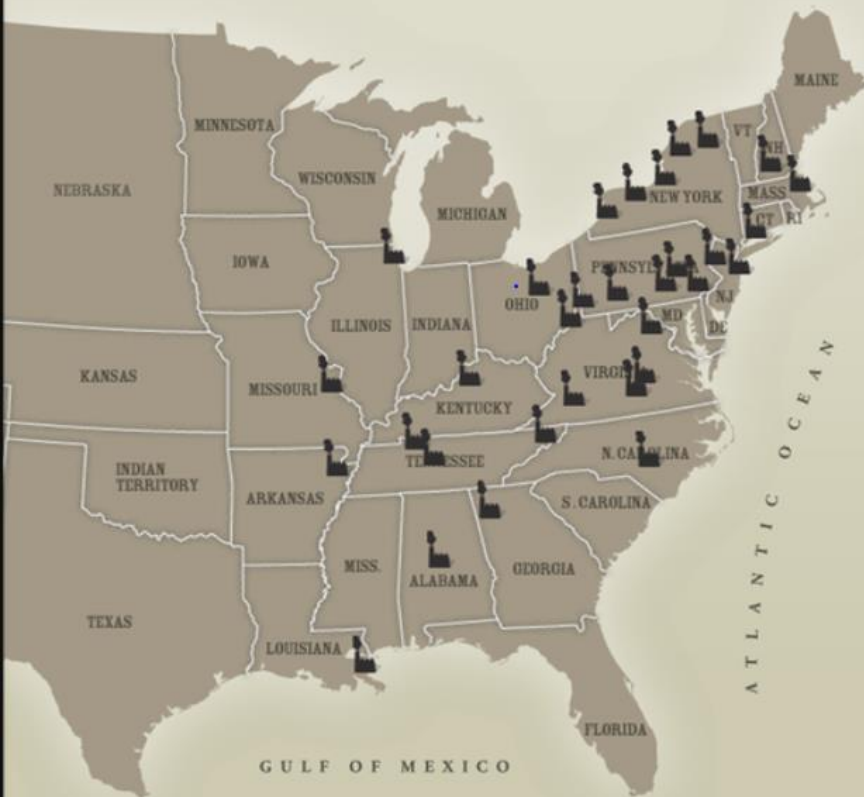 MAINE
MINNESOTA
VT
NH
WISCONSIN
NEBRASKA
MICHIGAN
NEW YORK
MASS
CT
RI
IOWA
PENNSYL A
NJ
OHIO
MD
DE
ILLINOIS
INDIANA
KANSAS
MISSOURI
VIRGI
KENTUCKY
TE ESSEE
N. CA OLINA
INDIAN
TERRITORY
ARKANSAS
S. CAROLINA
MISS.
ALABAMA
GEORGIA
TEXAS
LOUISIANA
FLORIDA
ATLANTIC OCEAN
GULF OF MEXICO